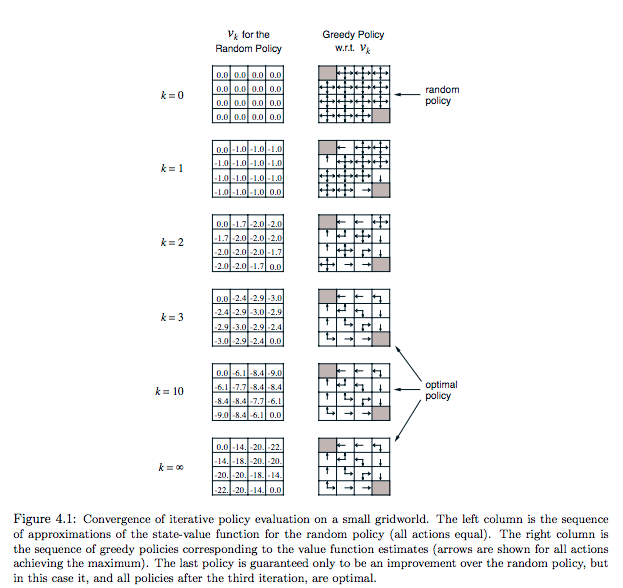 Vk for the
Random Policy
Greedy Policy
w.r.t. Vk
k = 0
0.0 0.0 0.0 0.0
0.0 0.0 0.0 0.0
0.0 0.0 0.0 0.0
0.0 0.0 0.0 0.0
random
policy
k = 1
0.0 -1.0 -1.0 -1.0
-1.0 -1.0 -1.0 -1.0
-1.0 -1.0 -1.0 -1.0
-1.0 -1.0 -1.0 0.0
k = 2
0.0 -1.7 -2.0 -2.0
-1.7 -2.0 -2.0 -2.0
-2.0 -2.0 -2.0 -1.7
-2.0 -2.0 -1.7 0.0
k = 3
0.0 -2.4 -2.9 -3.0
-2.4 -2.9 -3.0 -2.9
-2.9 -3.0 -2.9 -2.4
-3.0 -2.9 -2.4 0.0
k = 10
0.0 -6.1 -8.4 -9.0
-6.1 -7.7 -8.4 -8.4
-8.4 -8.4 -7.7 -6.1
-9.0 -8.4 -6.1 0.0
optimal
policy
k = ∞
0.0 -14. -20. -22.
-14. -18. -20. -20.
-20. -20. -18. -14.
-22. -20. -14. 0.0
Figure 4.1: Convergence of iterative policy evaluation on a small gridworld. The left column is the sequence
of approximations of the state-value function for the random policy (all actions equal). The right column is
the sequence of greedy policies corresponding to the value function estimates (arrows are shown for all actions
achieving the maximum). The last policy is guaranteed only to be an improvement over the random policy, but
in this case it, and all policies after the third iteration, are optimal.